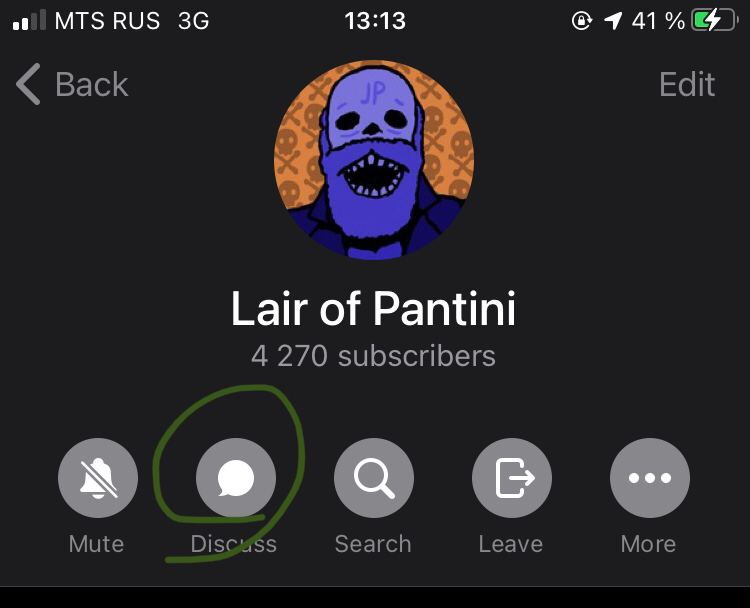 MTS RUS 3G 13:13 41 %
Back Edit
JP
Lair of Pantini
4 270 subscribers
Mute Discuss Search Leave More